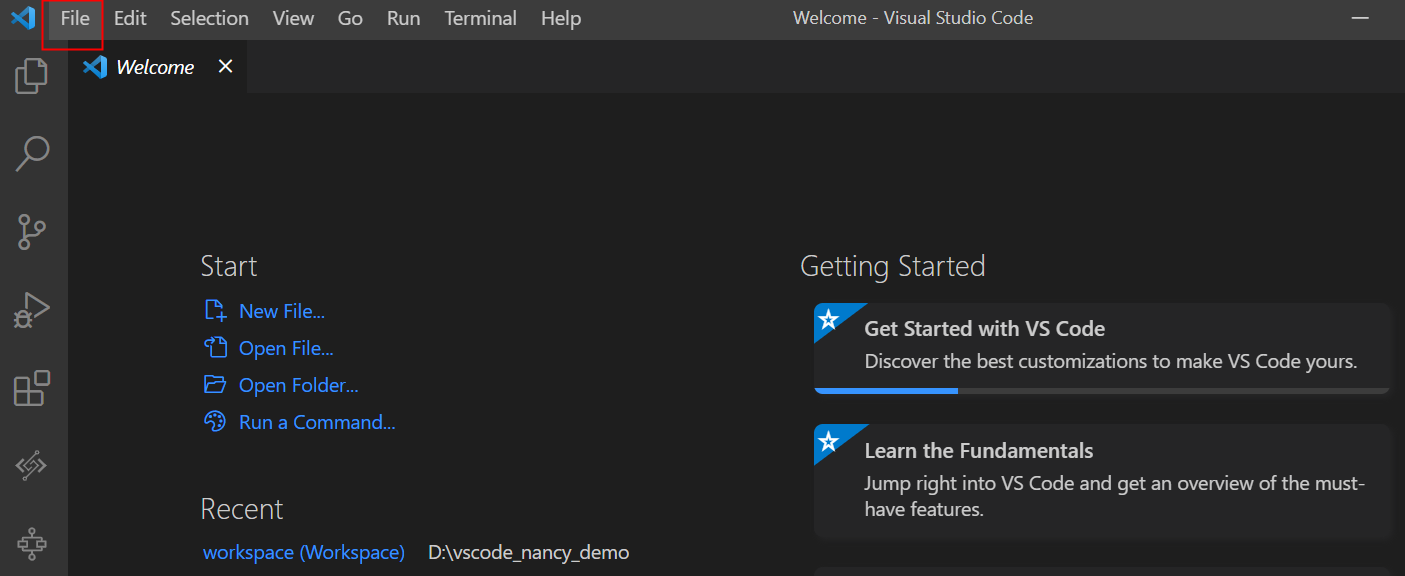 File Edit Selection View Go Run Terminal Help Welcome - Visual Studio Code
Welcome
Start
New File...
Open File...
Open Folder...
Run a Command...
Recent
workspace (Workspace) D:\vscode_nancy_demo
Getting Started
Get Started with VS Code
Discover the best customizations to make VS Code yours.
Learn the Fundamentals
Jump right into VS Code and get an overview of the must-
have features.